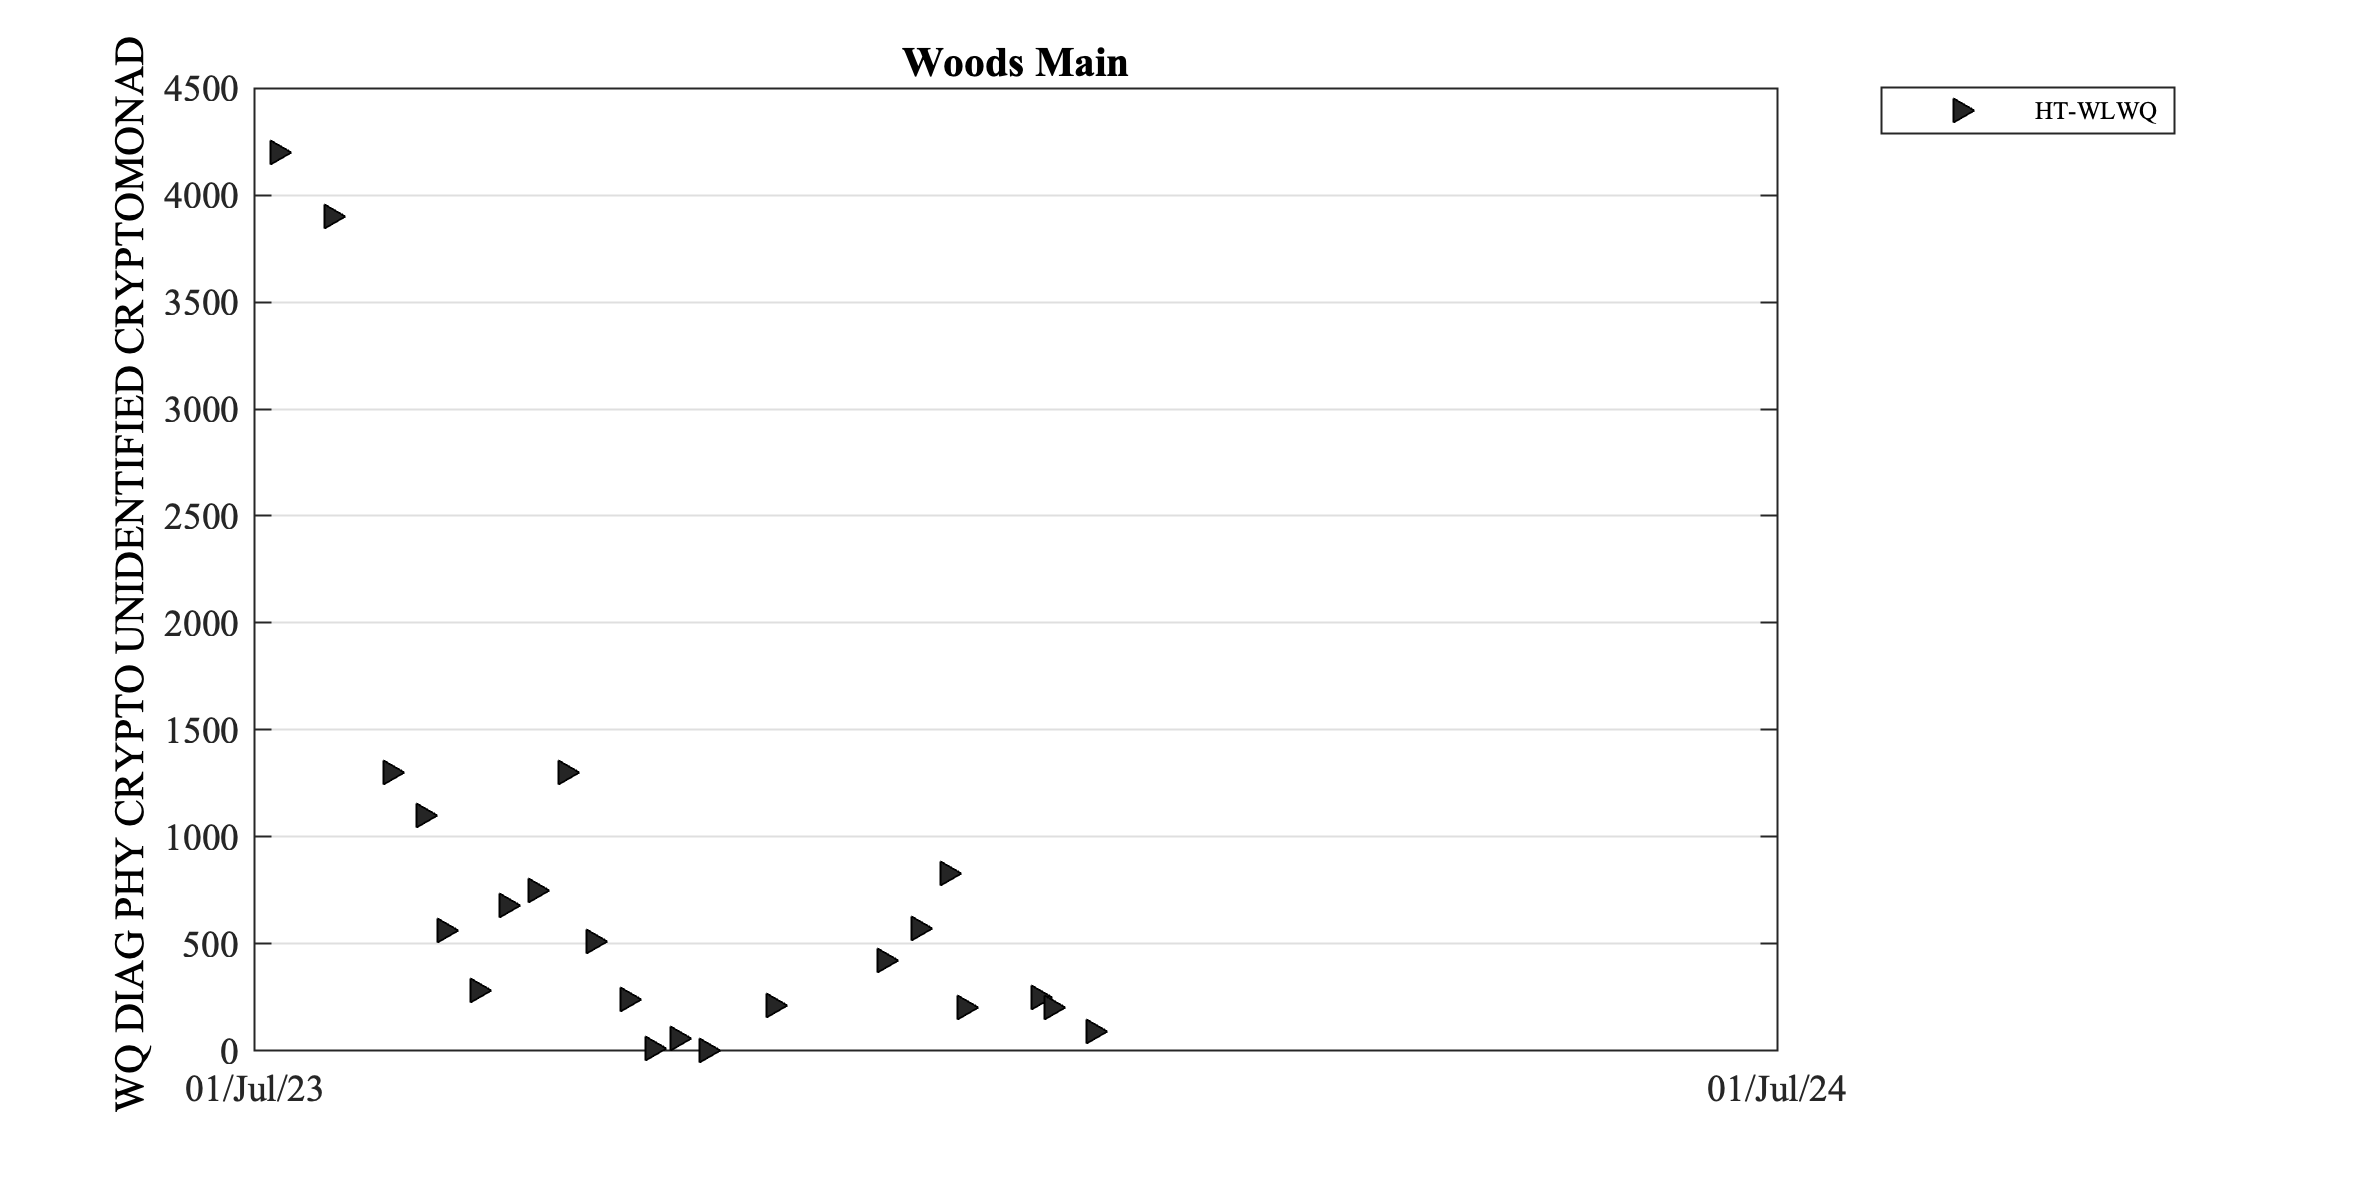 Woods Main
WQ DIAG PHY CRYPTO UNIDENTIFIED CRYPTOMONAD
4500
4000
3500
3000
2500
2000
1500
1000
500
0
01/Jul/23
01/Jul/24
HT-WLWQ